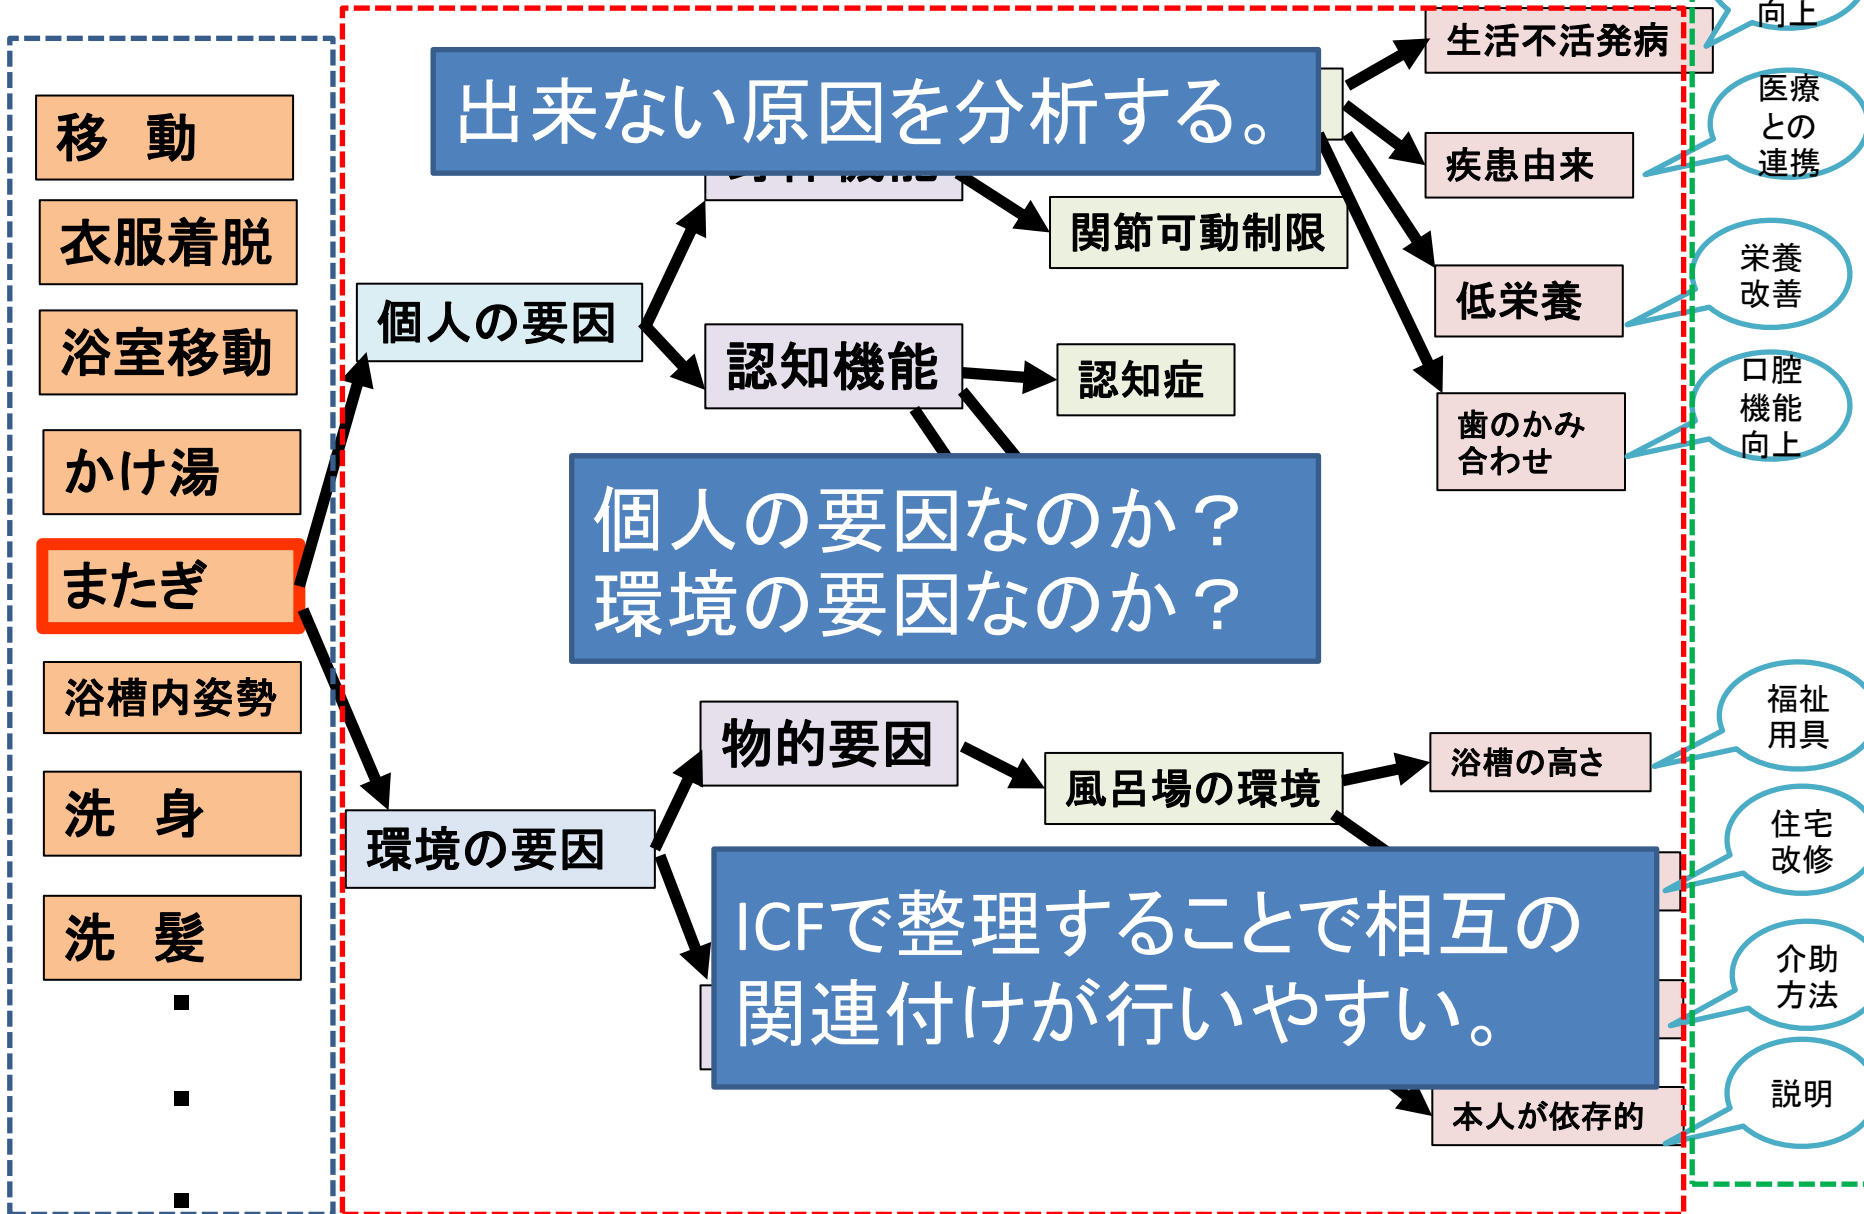 移　動
衣服着脱
浴室移動
かけ湯
またぎ
浴槽内姿勢
洗　身
洗　髪
出来ない原因を分析する。
個人の要因
関節可動制限
認知機能
認知症
個人の要因なのか？
環境の要因なのか？
環境の要因
物的要因
風呂場の環境
ICFで整理することで相互の
関連付けが行いやすい。
生活不活発病
疾患由来
低栄養
歯のかみ
合わせ
浴槽の高さ
本人が依存的
向上
医療
との
連携
栄養
改善
口腔
機能
向上
福祉
用具
住宅
改修
介助
方法
説明